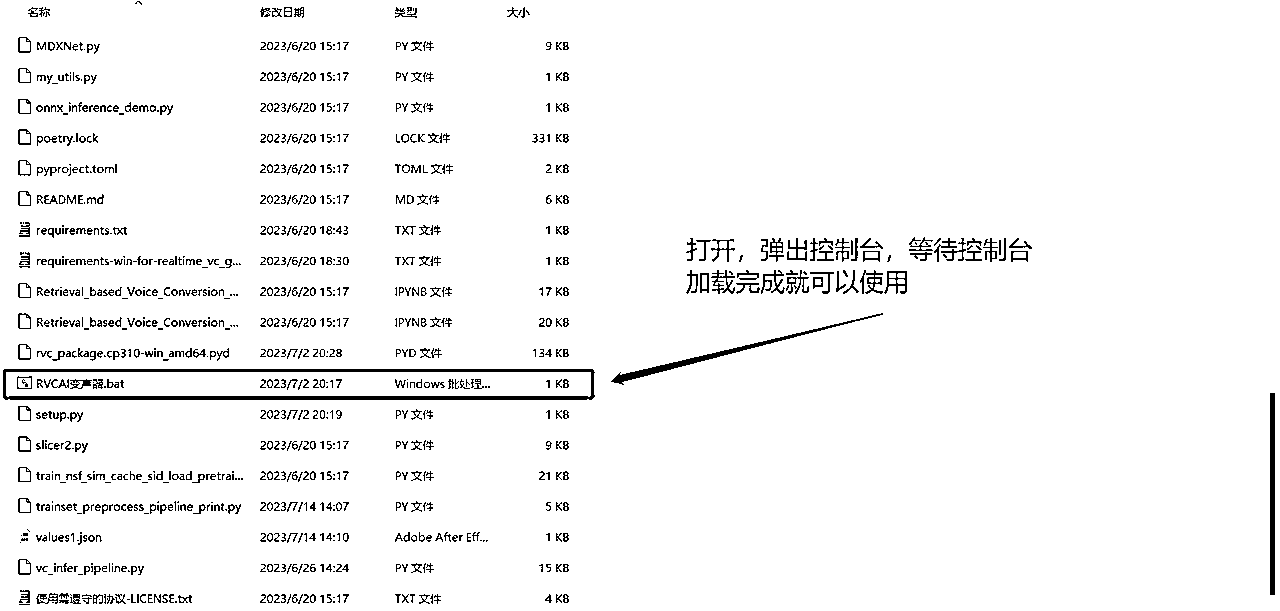 名称 修改日期 类型 大小
MDXNet.py 2023/6/20 15:17 PY 文件 9 KB
my_utils.py 2023/6/20 15:17 PY 文件 1 KB
onnx_inference_demo.py 2023/6/20 15:17 PY 文件 1 KB
poetry.lock 2023/6/20 15:17 LOCK 文件 331 KB
pyproject.toml 2023/6/20 15:17 TOML 文件 2 KB
README.md 2023/6/20 15:17 MD 文件 6 KB
requirements.txt 2023/6/20 18:43 TXT 文件 1 KB
requirements-win-for-realtime_vc_g... 2023/6/20 18:30 TXT 文件 1 KB
Retrieval_based_Voice_Conversion_... 2023/6/20 15:17 IPYNB 文件 17 KB
Retrieval_based_Voice_Conversion_... 2023/6/20 15:17 IPYNB 文件 20 KB
rvc_package.cp310-win_amd64.pyd 2023/7/2 20:28 PYD 文件 134 KB
RVCAI变声器.bat 2023/7/2 20:17 Windows 批处理... 1 KB
setup.py 2023/7/2 20:19 PY 文件 1 KB
slicer2.py 2023/6/20 15:17 PY 文件 9 KB
train_nsf_sim_cache_sid_load_pretrai... 2023/6/20 15:17 PY 文件 21 KB
trainset_preprocess_pipeline_print.py 2023/7/14 14:07 PY 文件 5 KB
values1.json 2023/7/14 14:10 Adobe After Eff... 1 KB
vc_infer_pipeline.py 2023/6/26 14:24 PY 文件 15 KB
使用需遵守的协议-LICENSE.txt 2023/6/20 15:17 TXT 文件 4 KB
打开，弹出控制台，等待控制台
加载完成就可以使用